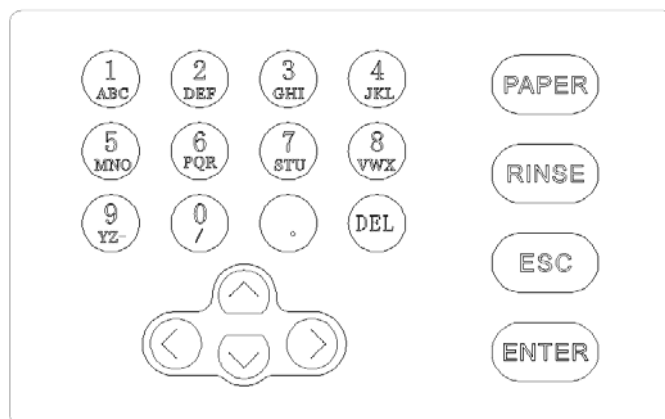 1 2 3 4 PAPER
ABC DEF GHI JKL
5 6 7 8 RINSE
MNO PQR STU VWX
9 0 . DEL
YZ- /
ESC
ENTER